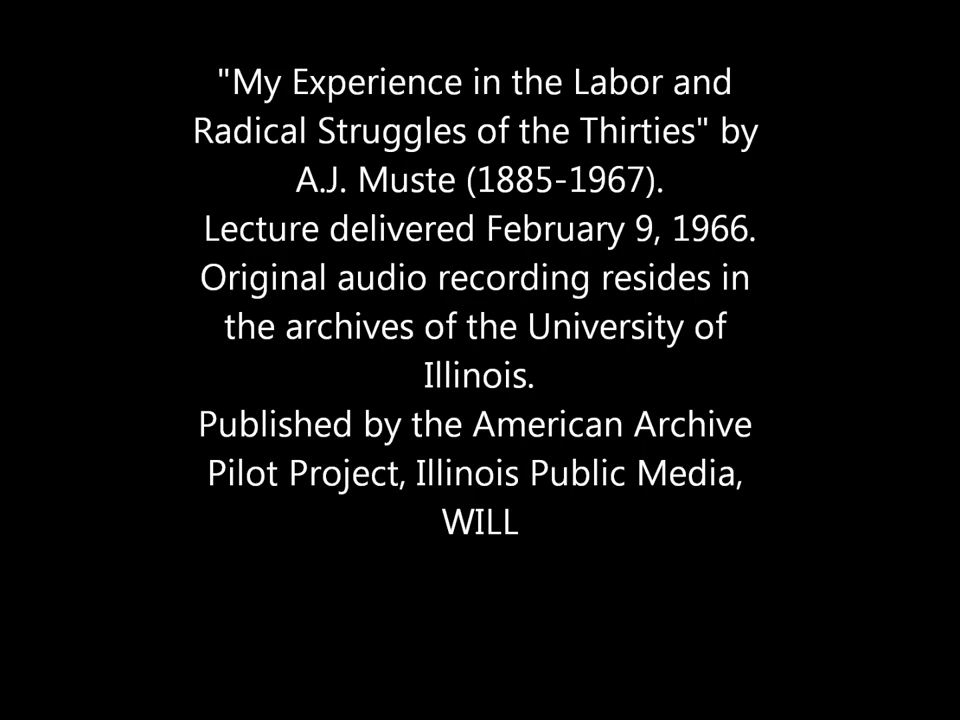 "My Experience in the Labor and
Radical Struggles of the Thirties" by
A.J. Muste (1885-1967).
Lecture delivered February 9, 1966.
Original audio recording resides in
the archives of the University of
Illinois.
Published by the American Archive
Pilot Project, Illinois Public Media,
WILL